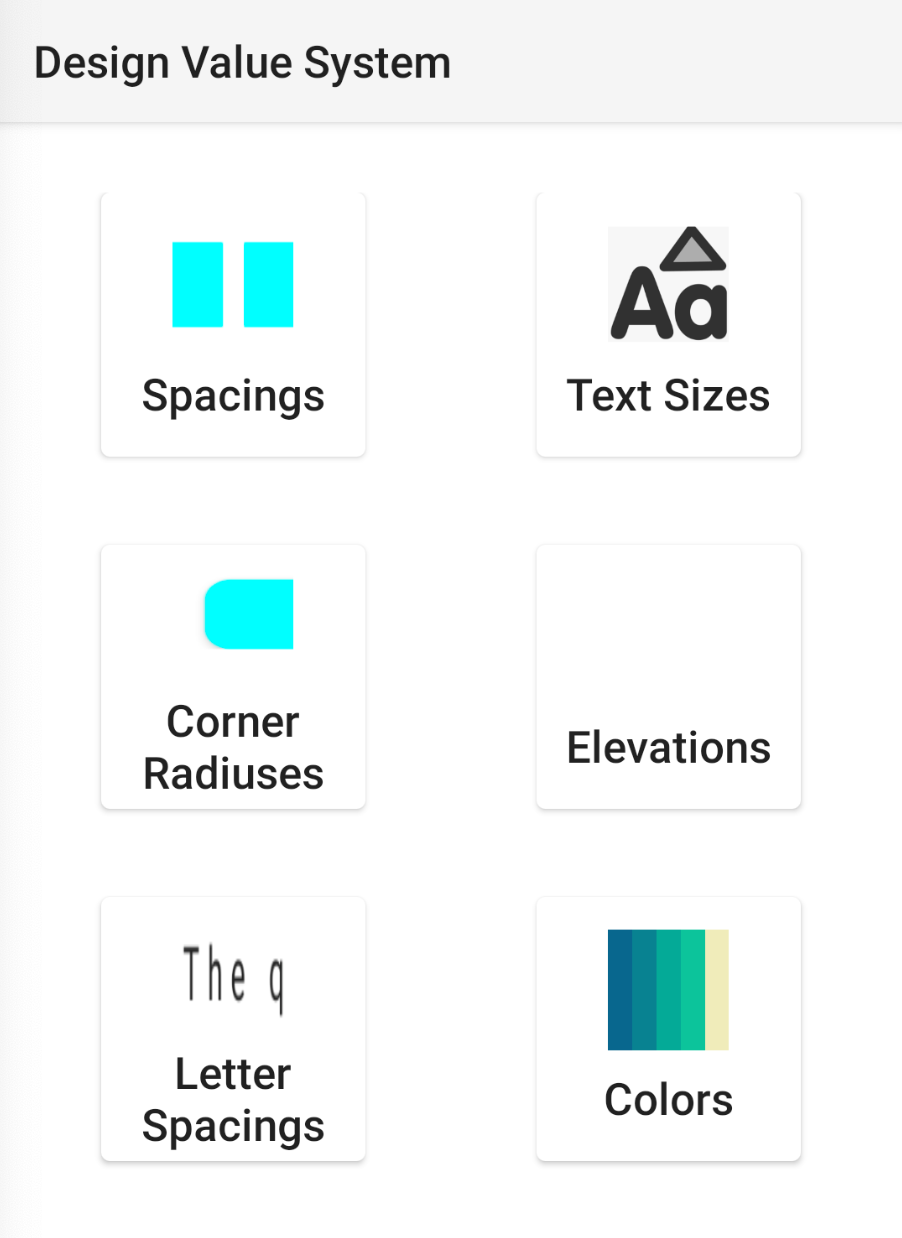 Design Value System
Aa
Spacings
Text Sizes
Corner
Radiuses
Elevations
The q
Letter
Spacings
Colors